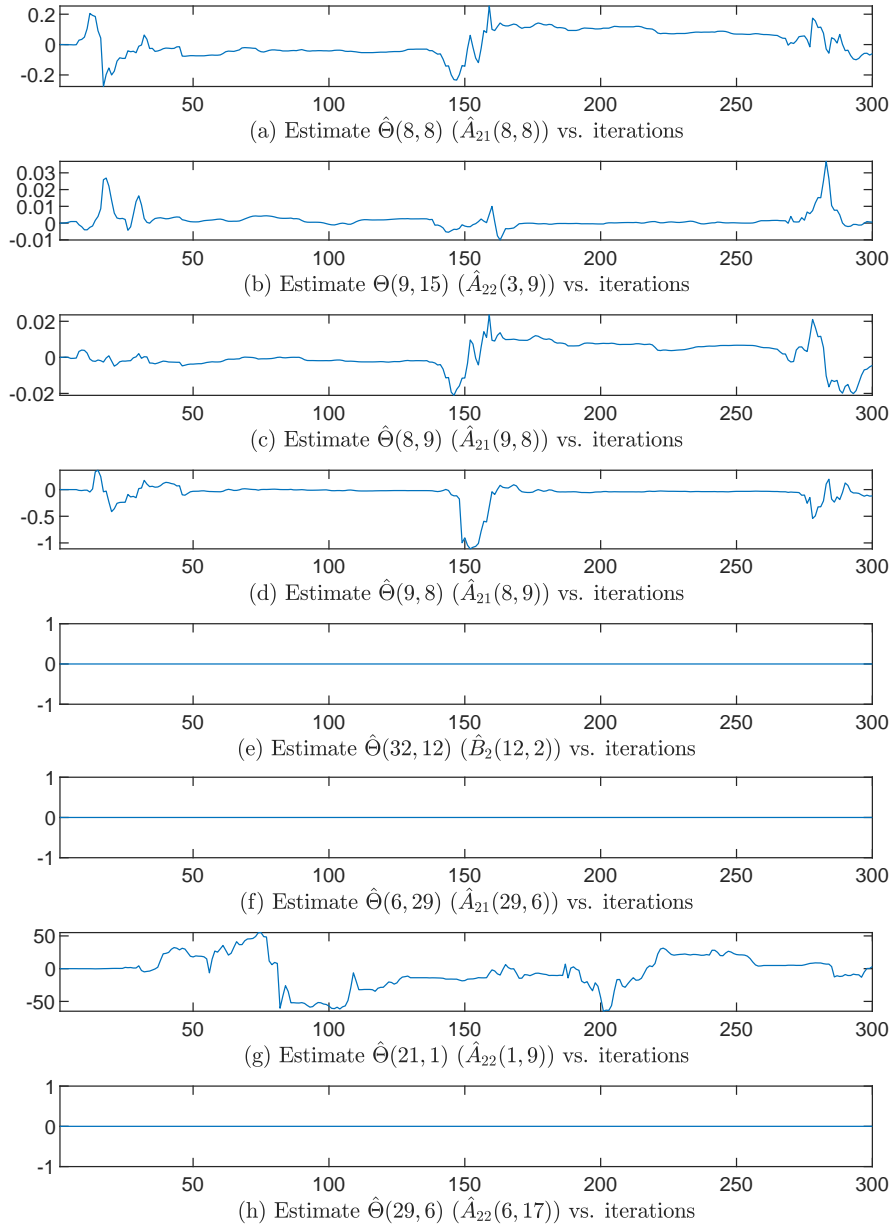 0.2
0
-0.2
50 100 150 200 250 300
(a) Estimate Θ̂(8, 8) (Â₂₁(8, 8)) vs. iterations
0.03
0.02
0.01
0
-0.01
50 100 150 200 250 300
(b) Estimate Θ(9, 15) (Â₂₂(3, 9)) vs. iterations
0.02
0
-0.02
50 100 150 200 250 300
(c) Estimate Θ̂(8, 9) (Â₂₁(9, 8)) vs. iterations
0
-0.5
-1
50 100 150 200 250 300
(d) Estimate Θ̂(9, 8) (Â₂₁(8, 9)) vs. iterations
1
0
-1
50 100 150 200 250 300
(e) Estimate Θ̂(32, 12) (B̂₂(12, 2)) vs. iterations
1
0
-1
50 100 150 200 250 300
(f) Estimate Θ̂(6, 29) (Â₂₁(29, 6)) vs. iterations
50
0
-50
50 100 150 200 250 300
(g) Estimate Θ̂(21, 1) (Â₂₂(1, 9)) vs. iterations
1
0
-1
50 100 150 200 250 300
(h) Estimate Θ̂(29, 6) (Â₂₂(6, 17)) vs. iterations